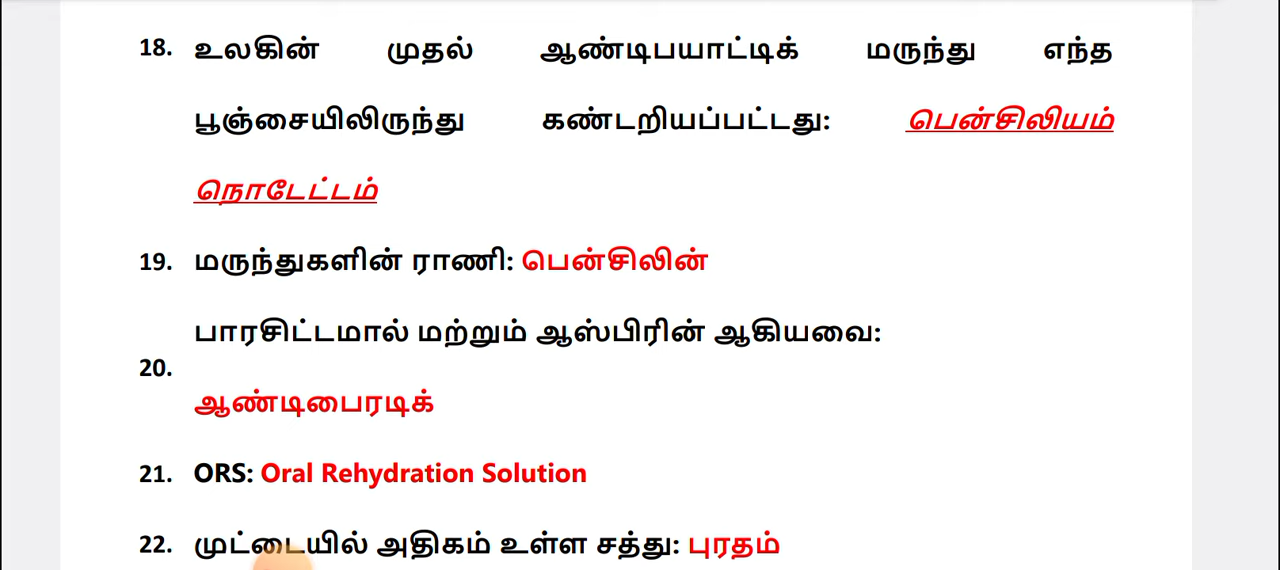 18. உலகின் முதல் ஆண்டிபயாட்டிக் மருந்து எந்த
பூஞ்சையிலிருந்து கண்டறியப்பட்டது: பென்சிலியம்
நொடேட்டம்
19. மருந்துகளின் ராணி: பென்சிலின்
பாரசிட்டமால் மற்றும் ஆஸ்பிரின் ஆகியவை:
20.
ஆண்டிபைரடிக்
21. ORS: Oral Rehydration Solution
22. முட்டையில் அதிகம் உள்ள சத்து: புரதம்